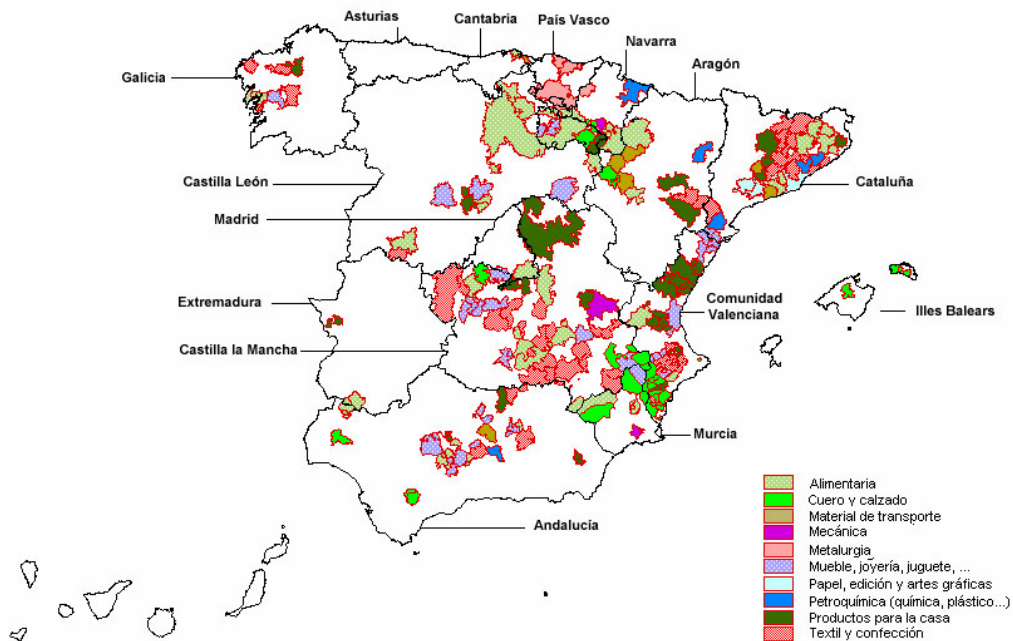 Asturias
Cantabria
País Vasco
Navarra
Galicia
Aragón
Castilla León
Cataluña
Madrid
Extremadura
Comunidad
Valenciana
Illes Balears
Castilla la Mancha
Murcia
Andalucía
Alimentaria
Cuero y calzado
Material de transporte
Mecánica
Metalurgia
Mueble, joyería, juguete, ...
Papel, edición y artes gráficas
Petroquímica (química, plástico...)
Productos para la casa
Textil y confección